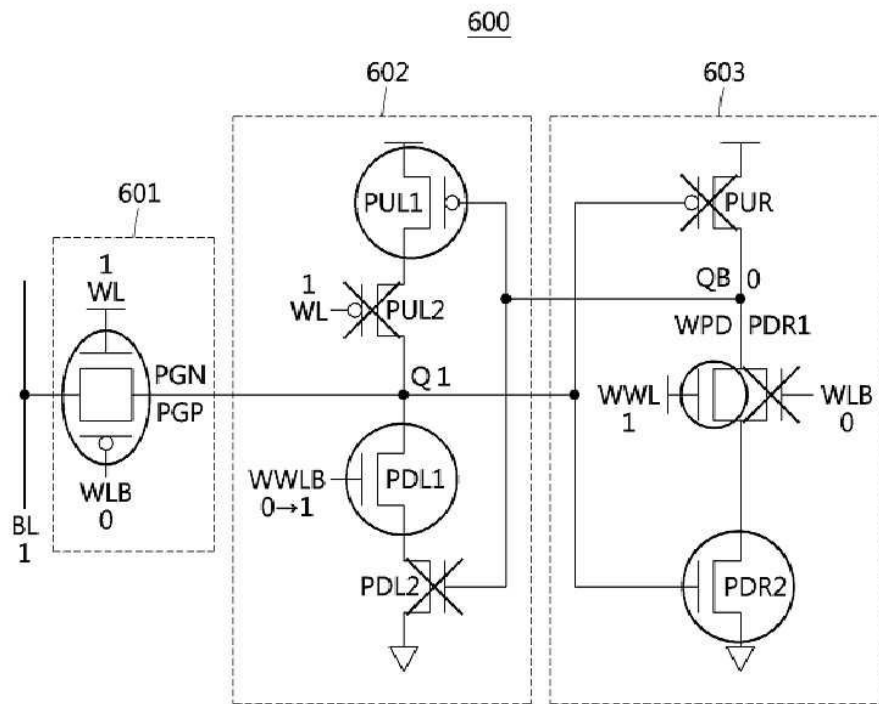 600
602
603
601
PUL1
PUR
1
WL
1
WL
PUL2
QB 0
WPD PDR1
PGN
PGP
Q 1
WWL
1
WLB
0
WLB
0
WWLB
0→1
PDL1
BL
1
PDL2
PDR2